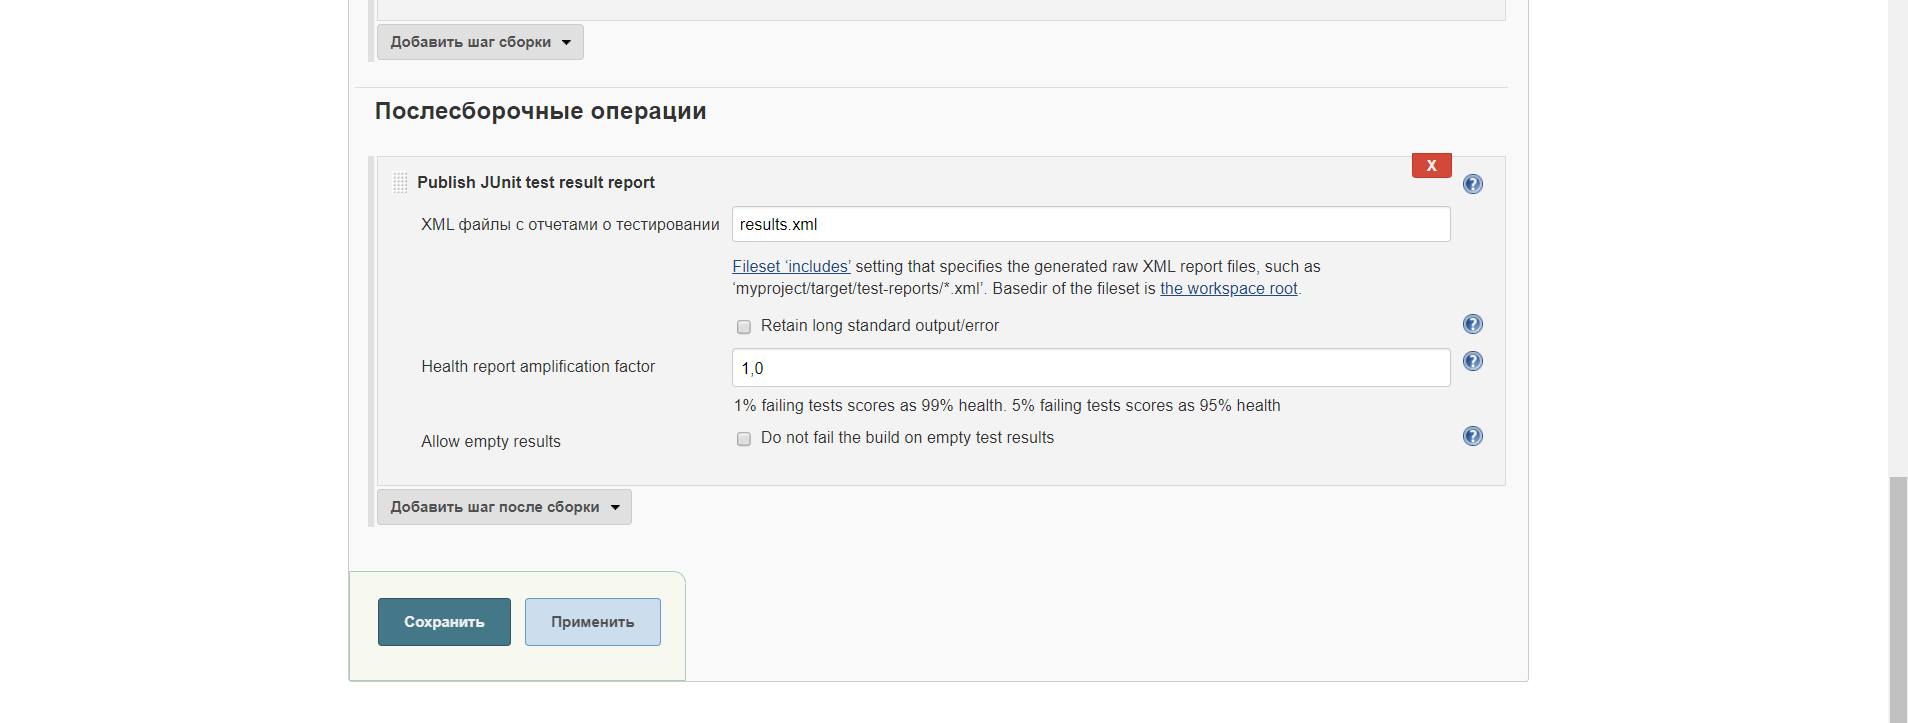 Добавить шаг сборки
Послесборочные операции
X
Publish JUnit test result report
?
XML файлы с отчетами о тестировании
results.xml
Fileset ‘includes’ setting that specifies the generated raw XML report files, such as
‘myproject/target/test-reports/*.xml’. Basedir of the fileset is the workspace root.
Retain long standard output/error
?
Health report amplification factor
1,0
?
1% failing tests scores as 99% health. 5% failing tests scores as 95% health
Allow empty results
Do not fail the build on empty test results
?
Добавить шаг после сборки
Сохранить
Применить